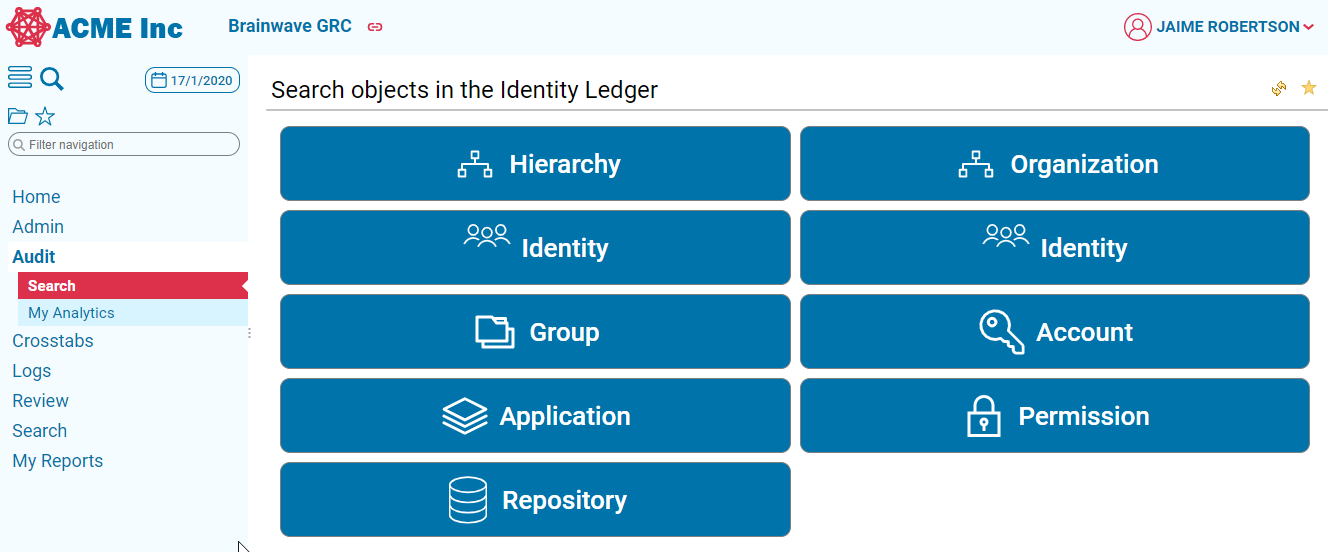 ACME Inc
Brainwave GRC
JAIME ROBERTSON
17/1/2020
Filter navigation
Home
Admin
Audit
Search
My Analytics
Crosstabs
Logs
Review
Search
My Reports
Search objects in the Identity Ledger
Hierarchy
Organization
Identity
Identity
Group
Account
Application
Permission
Repository